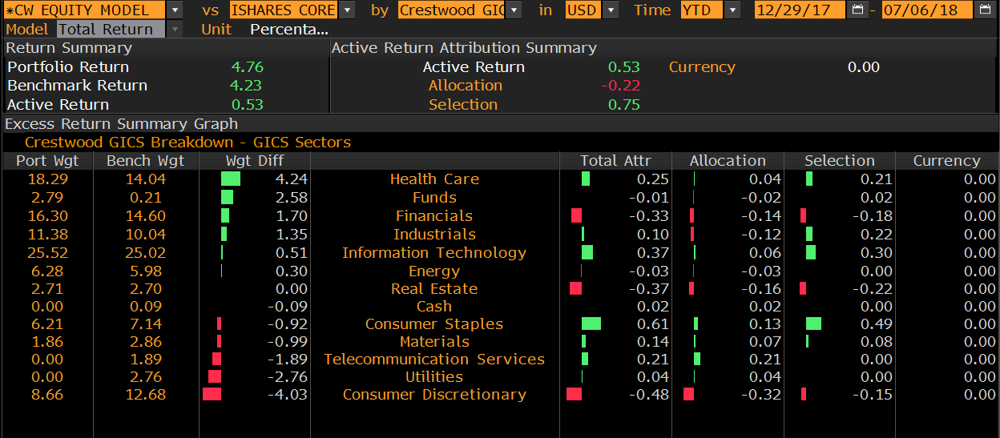 *CW EQUITY MODEL vs ISHARES CORE by Crestwood GIC in USD Time YTD 12/29/17 - 07/06/18
Model Total Return Unit Percenta...
Return Summary Active Return Attribution Summary
Portfolio Return 4.76 Active Return 0.53 Currency 0.00
Benchmark Return 4.23 Allocation -0.22
Active Return 0.53 Selection 0.75
Excess Return Summary Graph
Crestwood GICS Breakdown - GICS Sectors
Port Wgt Bench Wgt Wgt Diff Total Attr Allocation Selection Currency
18.29 14.04 4.24 Health Care 0.25 0.04 0.21 0.00
2.79 0.21 2.58 Funds -0.01 -0.02 0.02 0.00
16.30 14.60 1.70 Financials -0.33 -0.14 -0.18 0.00
11.38 10.04 1.35 Industrials 0.10 -0.12 0.22 0.00
25.52 25.02 0.51 Information Technology 0.37 0.06 0.30 0.00
6.28 5.98 0.30 Energy -0.03 -0.03 0.00 0.00
2.71 2.70 0.00 Real Estate -0.37 -0.16 -0.22 0.00
0.00 0.09 -0.09 Cash 0.02 0.02 0.00 0.00
6.21 7.14 -0.92 Consumer Staples 0.61 0.13 0.49 0.00
1.86 2.86 -0.99 Materials 0.14 0.07 0.08 0.00
0.00 1.89 -1.89 Telecommunication Services 0.21 0.21 0.00 0.00
0.00 2.76 -2.76 Utilities 0.04 0.04 0.00 0.00
8.66 12.68 -4.03 Consumer Discretionary -0.48 -0.32 -0.15 0.00